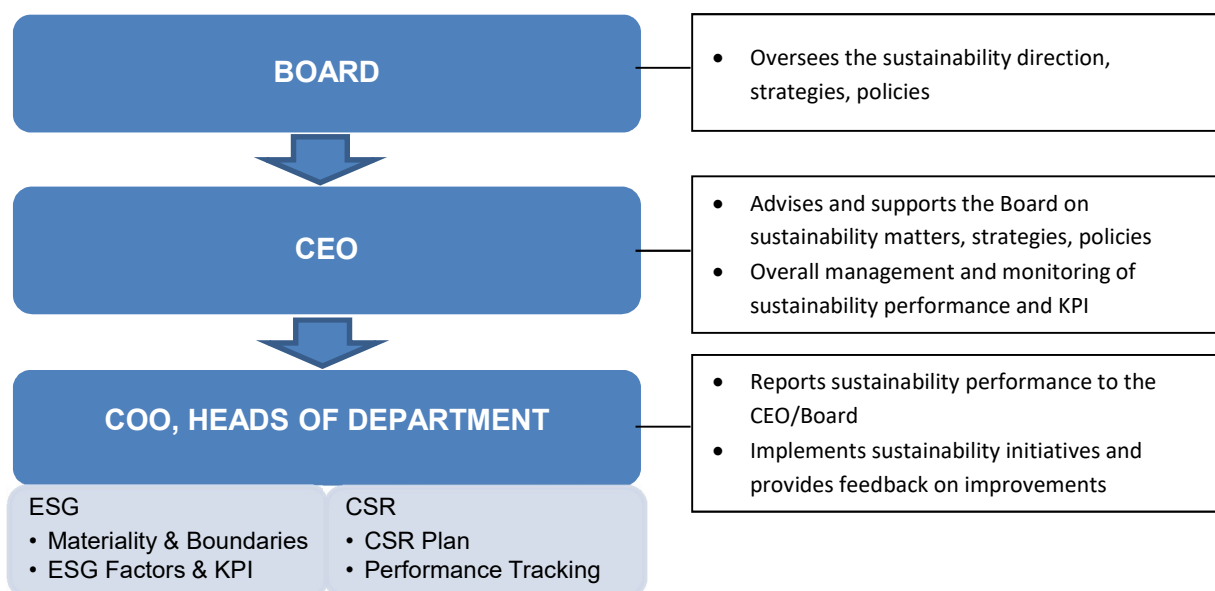 BOARD
• Oversees the sustainability direction,
strategies, policies
CEO
• Advises and supports the Board on
sustainability matters, strategies, policies
• Overall management and monitoring of
sustainability performance and KPI
COO, HEADS OF DEPARTMENT
• Reports sustainability performance to the
CEO/Board
• Implements sustainability initiatives and
provides feedback on improvements
ESG
• Materiality & Boundaries
• ESG Factors & KPI
CSR
• CSR Plan
• Performance Tracking